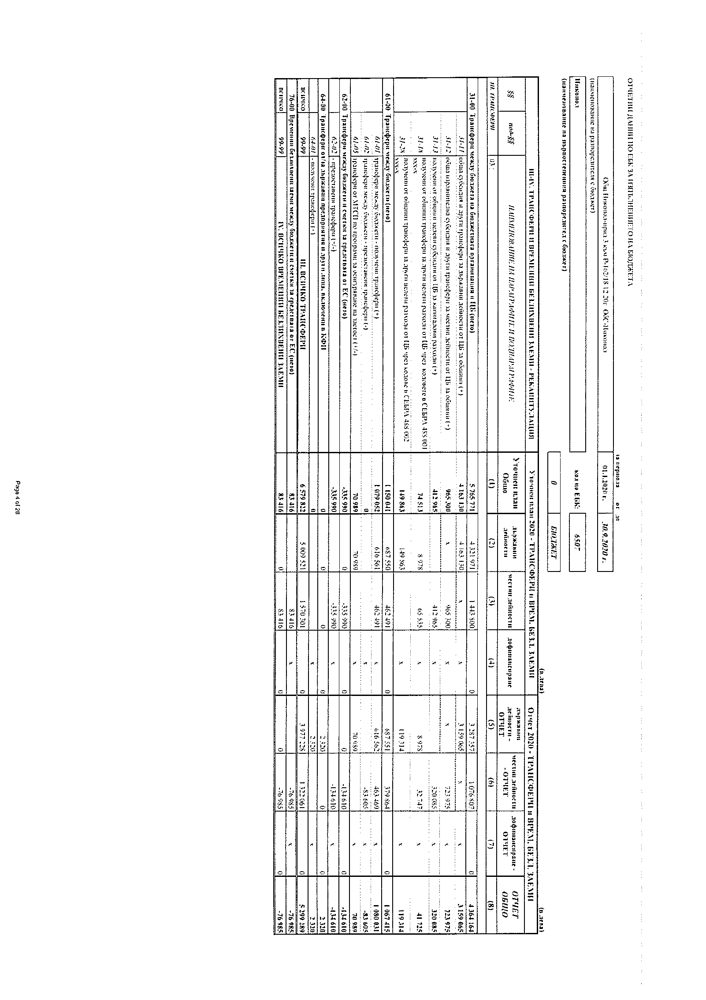 ОТЧЕТНИ ДАННИ ПО ЕБК ЗА ИЗПЪЛНЕНИЕТО НА БЮДЖЕТА
за периода от до
Общ. Никопол-прил.3 към Р-162/18.12.20г. ОбС-Никопол 01.1.2020 г. 30.9.2020 г.
(наименование на разпоредителя с бюджет)
Никопол код по ЕБК: 6507
(наименование на първостепенния разпоредител с бюджет)
0 БЮДЖЕТ
(в лева) (в лева)
III-IV. ТРАНСФЕРИ И ВРЕМЕННИ БЕЗЛИХВЕНИ ЗАЕМИ - РЕКАПИТУЛАЦИЯ Уточнен план 2020 - ТРАНСФЕРИ и ВРЕМ. БЕЗЛ. ЗАЕМИ Отчет 2020 - ТРАНСФЕРИ и ВРЕМ. БЕЗЛ. ЗАЕМИ
§§ под-§§ НАИМЕНОВАНИЕ НА ПАРАГРАФИТЕ И ПОДПАРАГРАФИТЕ Уточнен план Общо държавни дейности местни дейности дофинансиране държавни дейности - ОТЧЕТ местни дейности - ОТЧЕТ дофинансиране - ОТЧЕТ ОТЧЕТ ОБЩО
III. ТРАНСФЕРИ 03 (1) (2) (3) (4) (5) (6) (7) (8)
31-00 Трансфери между бюджета на бюджетната организация и ЦБ (нето) 5 765 771 4 321 971 1 443 800 0 3 287 357 1 076 807 0 4 364 164
31-11 обща субсидия и други трансфери за държавни дейности от ЦБ за общини (+) 4 163 130 4 163 130 x x 3 159 065 x x 3 159 065
31-12 обща изравнителна субсидия и други трансфери за местни дейности от ЦБ за общини (+) 965 300 x 965 300 x x 723 975 x 723 975
31-13 получени от общини целеви субсидии от ЦБ за капиталови разходи (+) 412 965 412 965 x 320 085 x 320 085
31-18 получени от общини трансфери за други целеви разходи от ЦБ чрез кодовете в СЕБРА 488 001 xxx-x 74 513 8 978 65 535 x 8 978 32 747 x 41 725
31-28 получени от общини трансфери за други целеви разходи от ЦБ чрез кодове в СЕБРА 488 002 xxx-x 149 863 149 863 x 119 314 x 119 314
61-00 Трансфери между бюджети (нето) 1 150 041 687 550 462 491 0 687 551 379 864 0 1 067 415
61-01 трансфери между бюджети - получени трансфери (+) 1 079 052 616 561 462 491 x 616 562 463 469 x 1 080 031
61-02 трансфери между бюджети - предоставени трансфери (-) 0 x -83 605 x -83 605
61-05 трансфери от МТСП по програми за осигуряване на заетост (+/-) 70 989 70 989 x 70 989 x 70 989
62-00 Трансфери между бюджети и сметки за средствата от ЕС (нето) -335 990 0 -335 990 0 0 -134 610 0 -134 610
62-02 - предоставени трансфери (+/-) -335 990 -335 990 x -134 610 x -134 610
64-00 Трансфери от/за държавни предприятия и други лица, включени в КФП 0 0 0 0 2 320 0 0 2 320
64-01 - получени трансфери (+) 0 x 2 320 x 2 320
ВСИЧКО 99-99 III. ВСИЧКО ТРАНСФЕРИ 6 579 822 5 009 521 1 570 301 0 3 977 228 1 322 061 0 5 299 289
76-00 Временни безлихвени заеми между бюджети и сметки за средствата от ЕС (нето) 83 416 83 416 x -76 985 x -76 985
ВСИЧКО 99-99 IV. ВСИЧКО ВРЕМЕННИ БЕЗЛИХВЕНИ ЗАЕМИ 83 416 0 83 416 0 0 -76 985 0 -76 985
Page 4 of 28